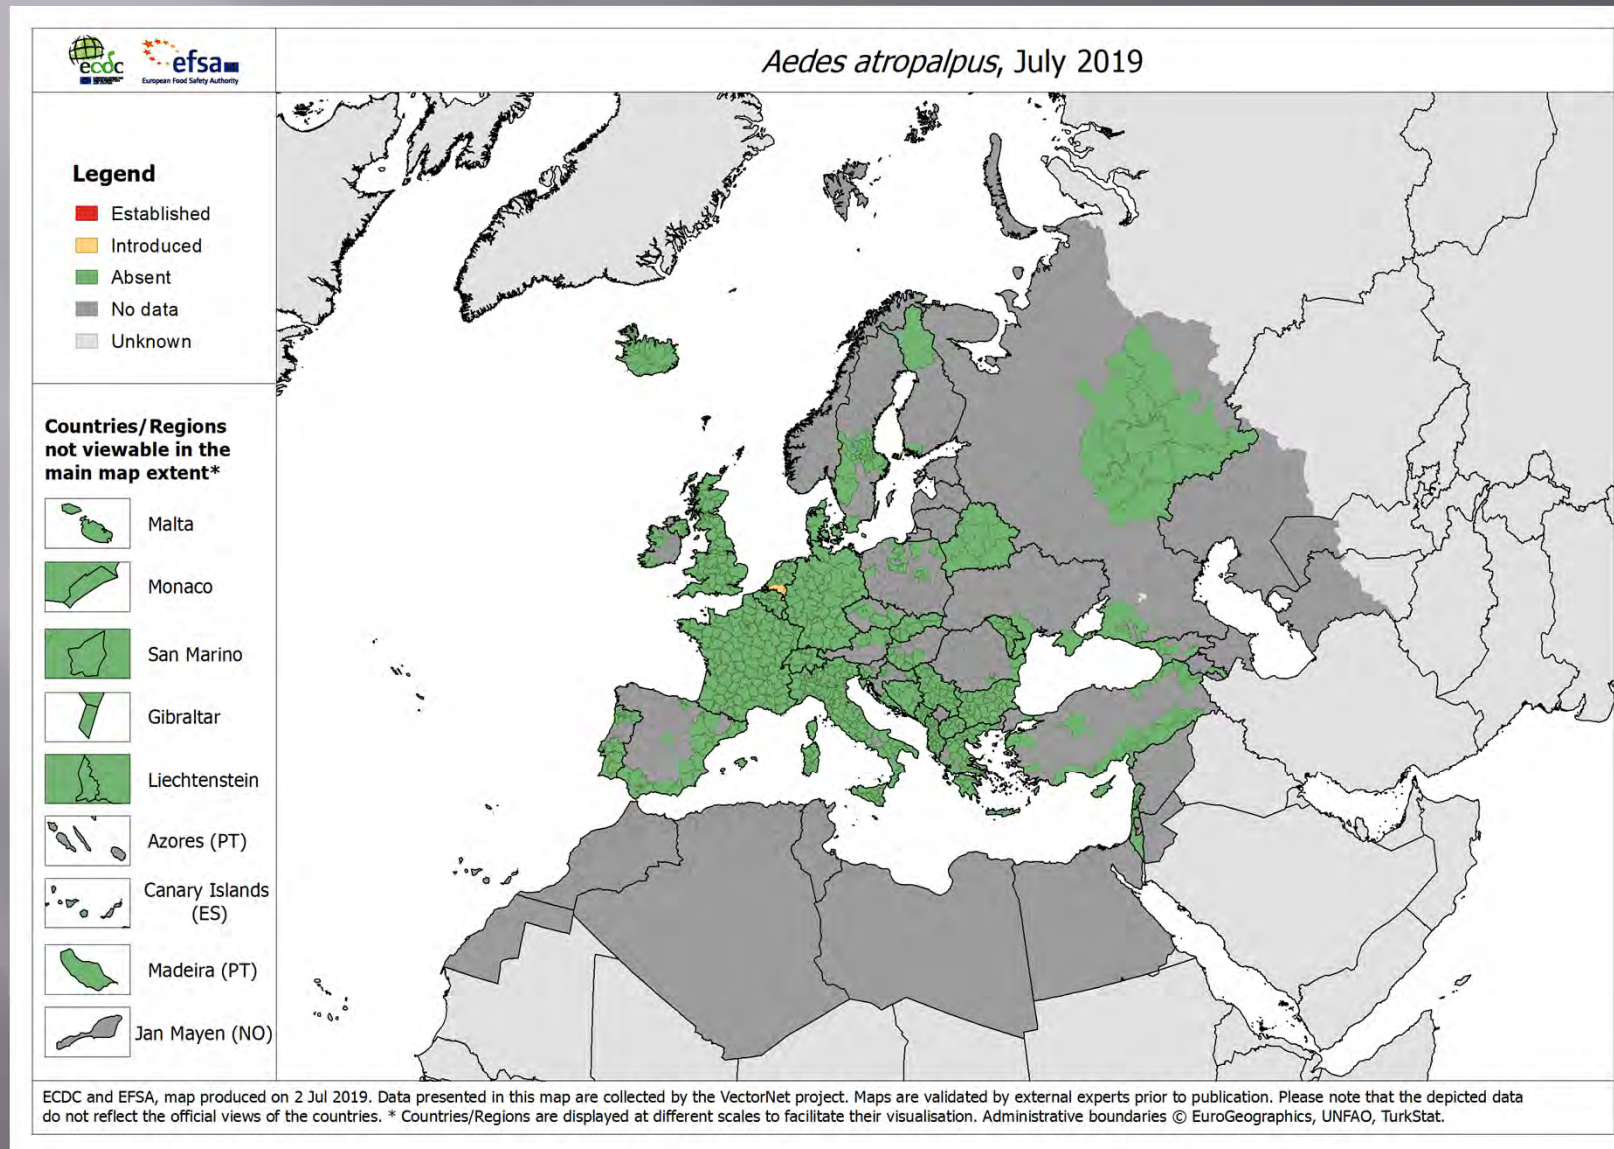 ecdc
efsa
European Food Safety Authority
Aedes atropalpus, July 2019
Legend
Established
Introduced
Absent
No data
Unknown
Countries/Regions
not viewable in the
main map extent*
Malta
Monaco
San Marino
Gibraltar
Liechtenstein
Azores (PT)
Canary Islands
(ES)
Madeira (PT)
Jan Mayen (NO)
ECDC and EFSA, map produced on 2 Jul 2019. Data presented in this map are collected by the VectorNet project. Maps are validated by external experts prior to publication. Please note that the depicted data
do not reflect the official views of the countries. * Countries/Regions are displayed at different scales to facilitate their visualisation. Administrative boundaries © EuroGeographics, UNFAO, TurkStat.